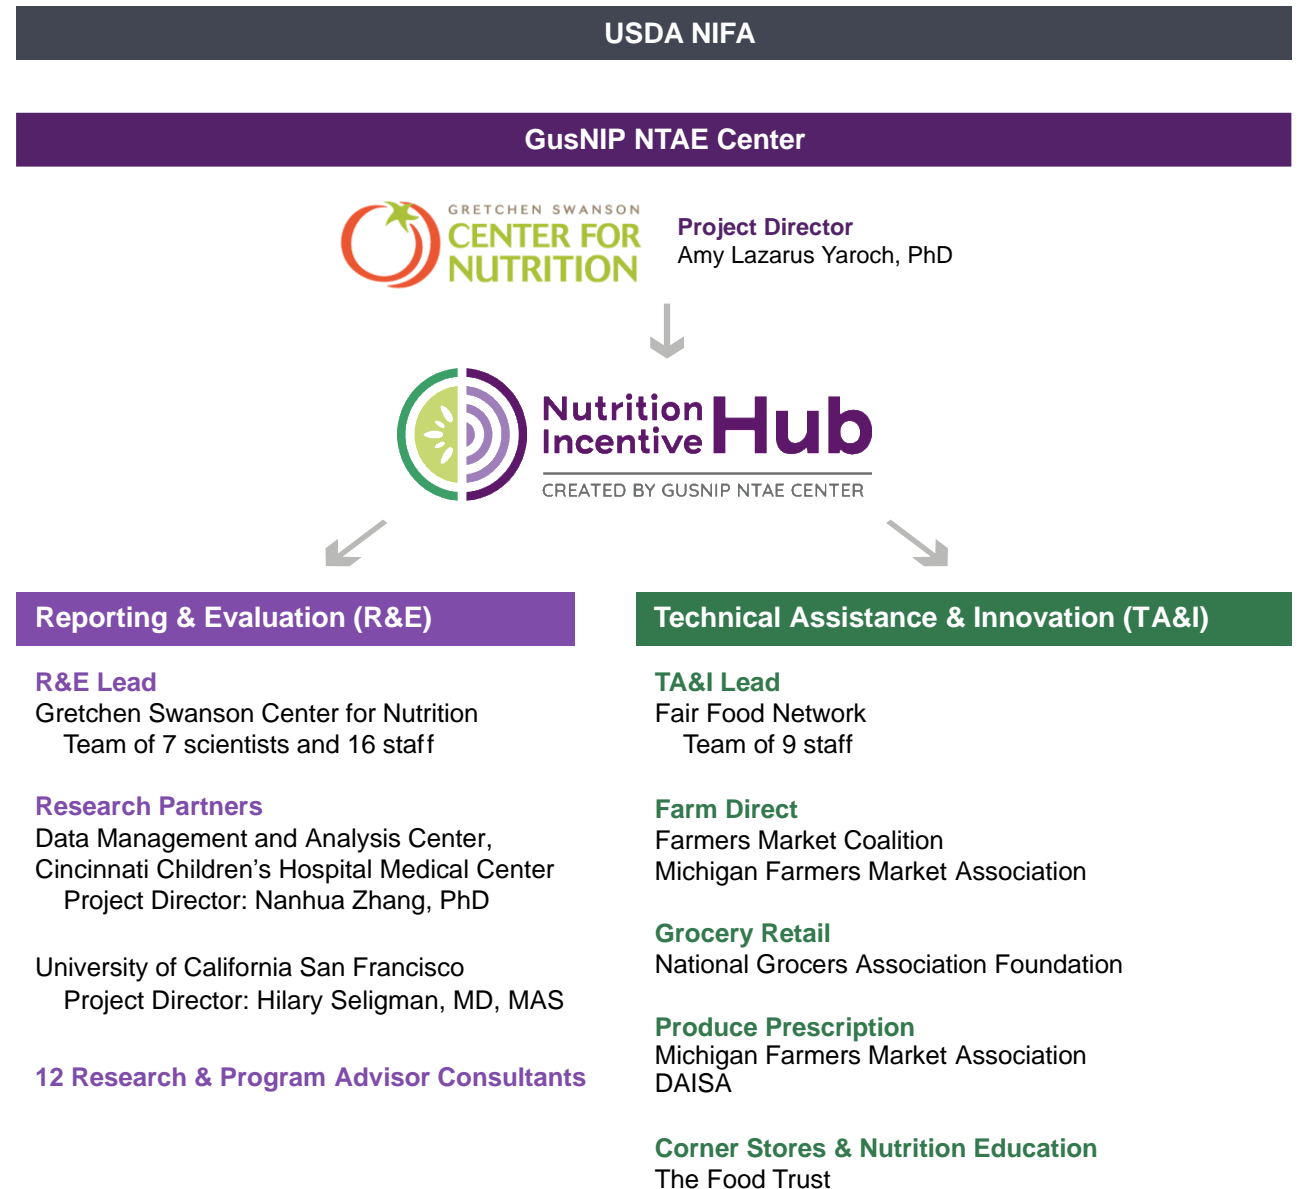 USDA NIFA
GusNIP NTAE Center
GRETCHEN SWANSON
CENTER FOR
NUTRITION
Project Director
Amy Lazarus Yaroch, PhD
Nutrition
Incentive
Hub
CREATED BY GUSNIP NTAE CENTER
Reporting & Evaluation (R&E)
R&E Lead
Gretchen Swanson Center for Nutrition
Team of 7 scientists and 16 staff
Research Partners
Data Management and Analysis Center,
Cincinnati Children’s Hospital Medical Center
Project Director: Nanhua Zhang, PhD
University of California San Francisco
Project Director: Hilary Seligman, MD, MAS
12 Research & Program Advisor Consultants
Technical Assistance & Innovation (TA&I)
TA&I Lead
Fair Food Network
Team of 9 staff
Farm Direct
Farmers Market Coalition
Michigan Farmers Market Association
Grocery Retail
National Grocers Association Foundation
Produce Prescription
Michigan Farmers Market Association
DAISA
Corner Stores & Nutrition Education
The Food Trust